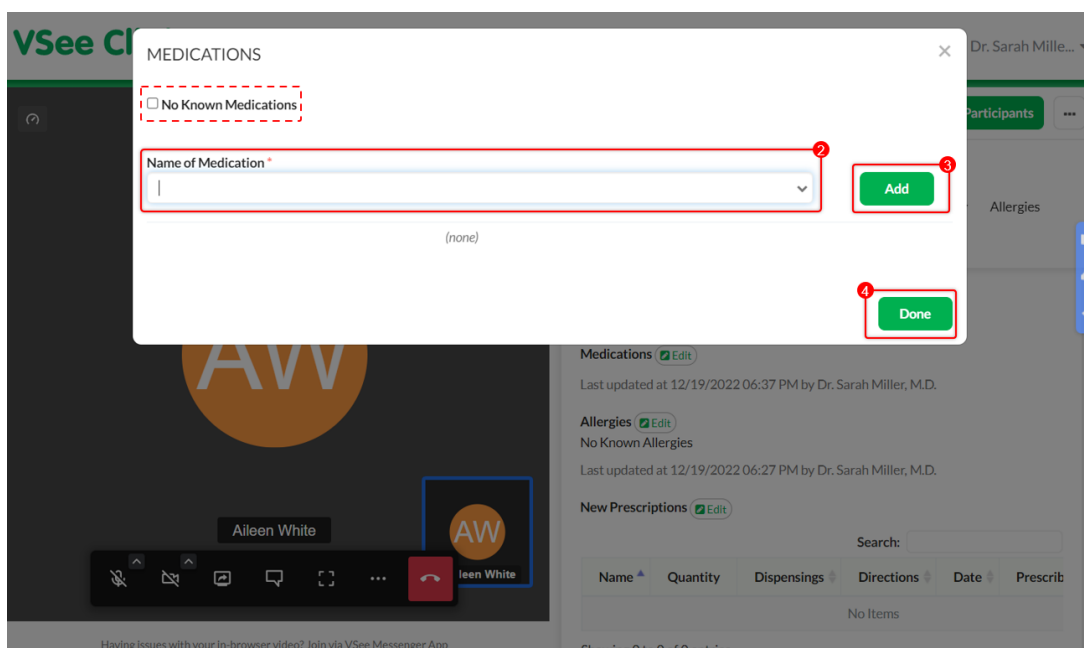 VSee Cl
MEDICATIONS
×
Dr. Sarah Mille...
No Known Medications
Participants
...
Name of Medication *
2
3
Add
Allergies
(none)
4
Done
AW
Medications Edit
Last updated at 12/19/2022 06:37 PM by Dr. Sarah Miller, M.D.
Allergies Edit
No Known Allergies
Last updated at 12/19/2022 06:27 PM by Dr. Sarah Miller, M.D.
New Prescriptions Edit
Aileen White
AW
leen White
Search:
Name Quantity Dispensings Directions Date Prescrib
No Items
Having issues with your in-browser video? Join via VSee Messenger App